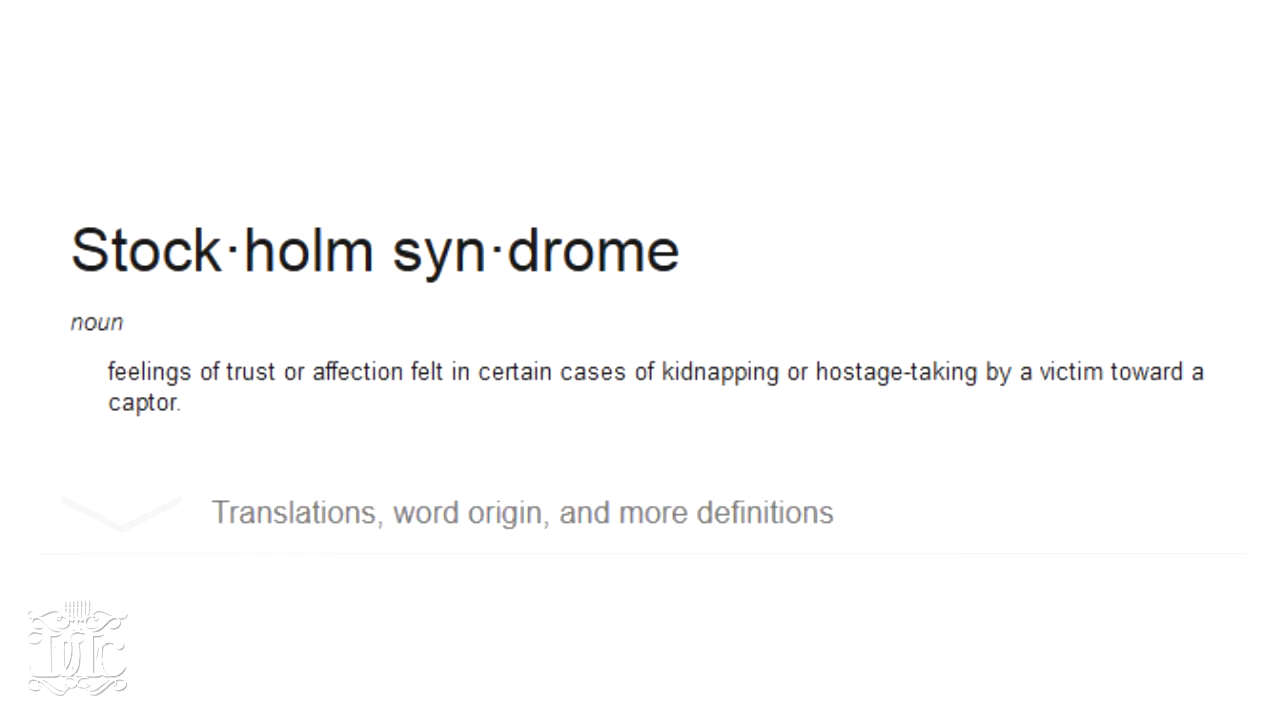 Stock·holm syn·drome
noun
feelings of trust or affection felt in certain cases of kidnapping or hostage-taking by a victim toward a
captor.
Translations, word origin, and more definitions